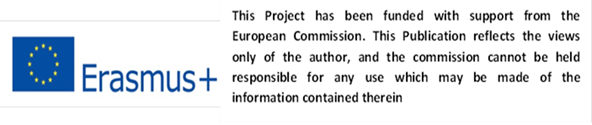 Erasmus+
This Project has been funded with support from the
European Commission. This Publication reflects the views
only of the author, and the commission cannot be held
responsible for any use which may be made of the
information contained therein